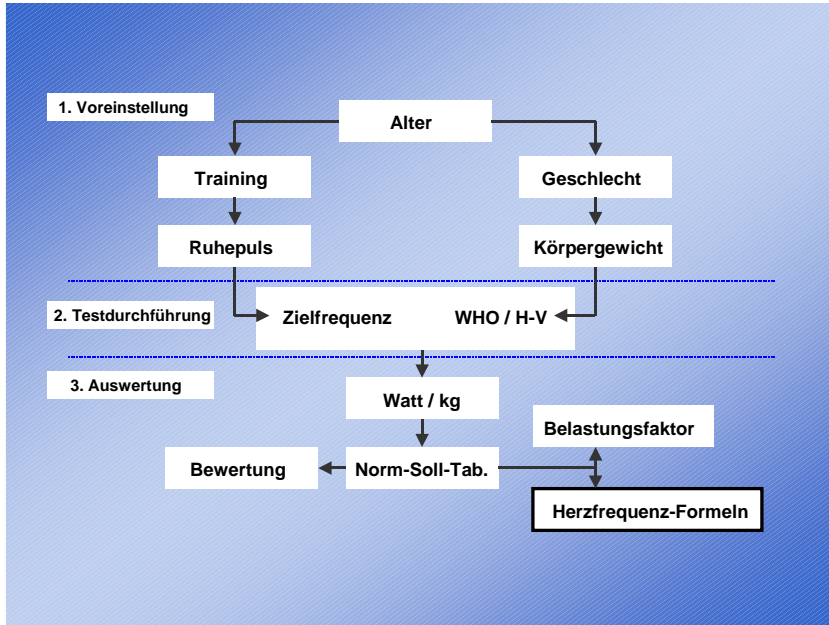 1. Voreinstellung
Alter
Training
Geschlecht
Ruhepuls
Körpergewicht
2. Testdurchführung
Zielfrequenz
WHO / H-V
3. Auswertung
Watt / kg
Belastungsfaktor
Bewertung
Norm-Soll-Tab.
Herzfrequenz-Formeln